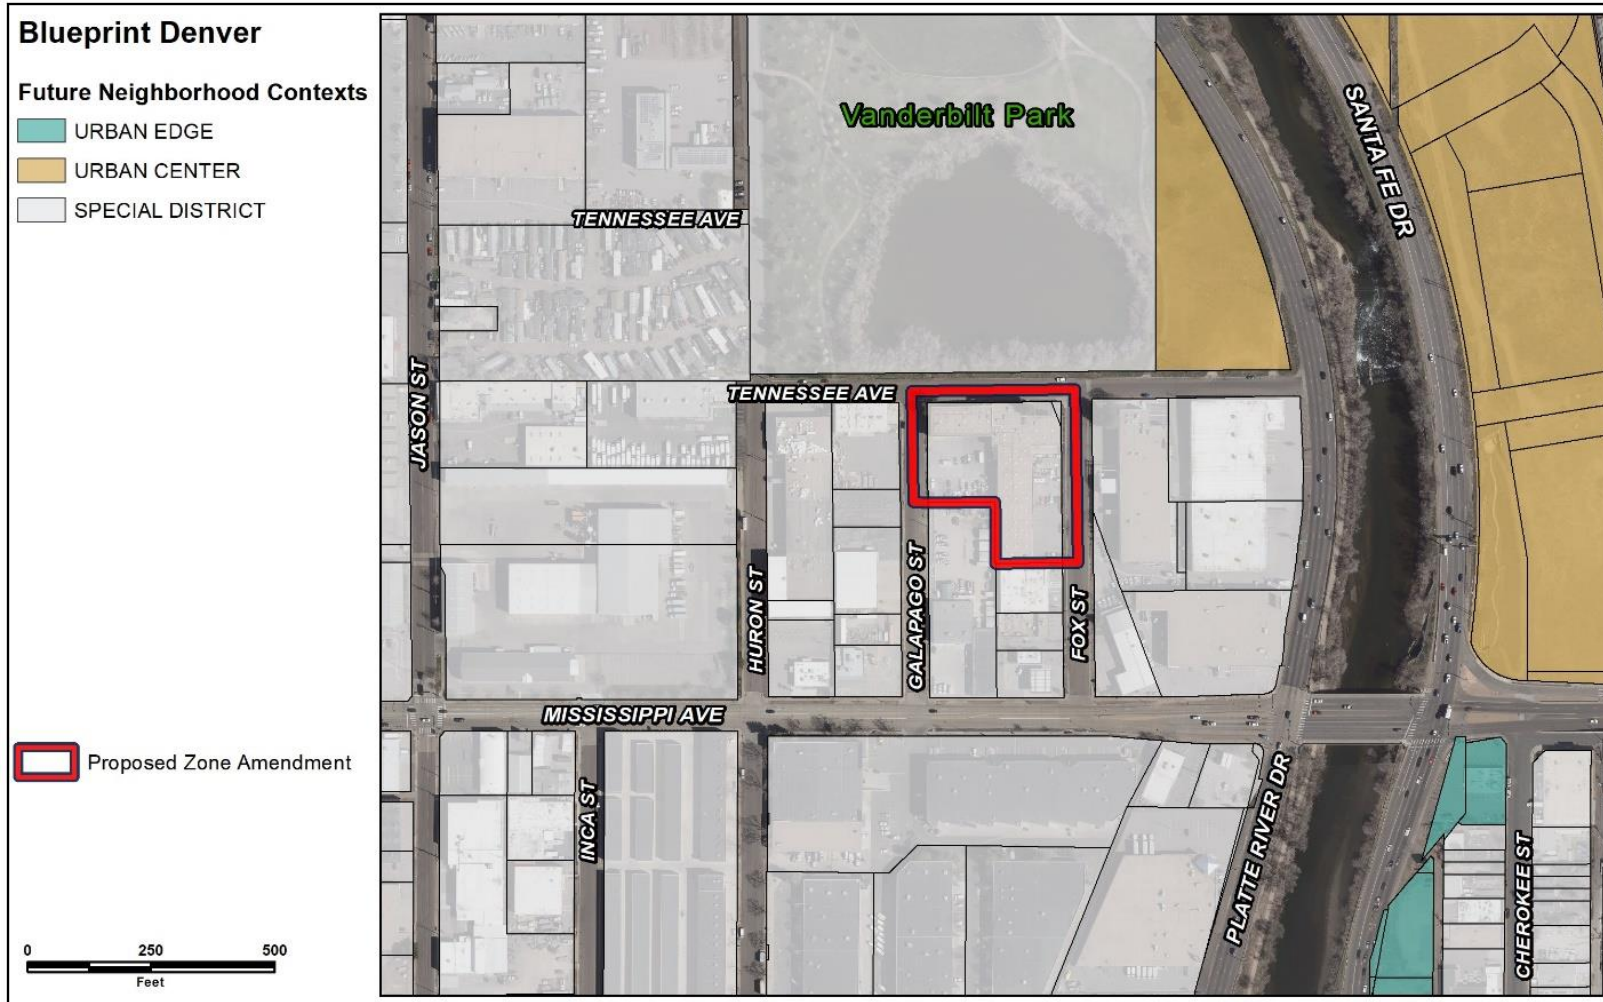 Blueprint Denver
Future Neighborhood Contexts
URBAN EDGE
URBAN CENTER
SPECIAL DISTRICT
Vanderbilt Park
SANTA FE DR
TENNESSEE AVE
JASON ST
TENNESSEE AVE
HURON ST
GALAPAGO ST
FOX ST
MISSISSIPPI AVE
Proposed Zone Amendment
INCA ST
PLATTE RIVER DR
CHEROKEE ST
0 250 500
Feet